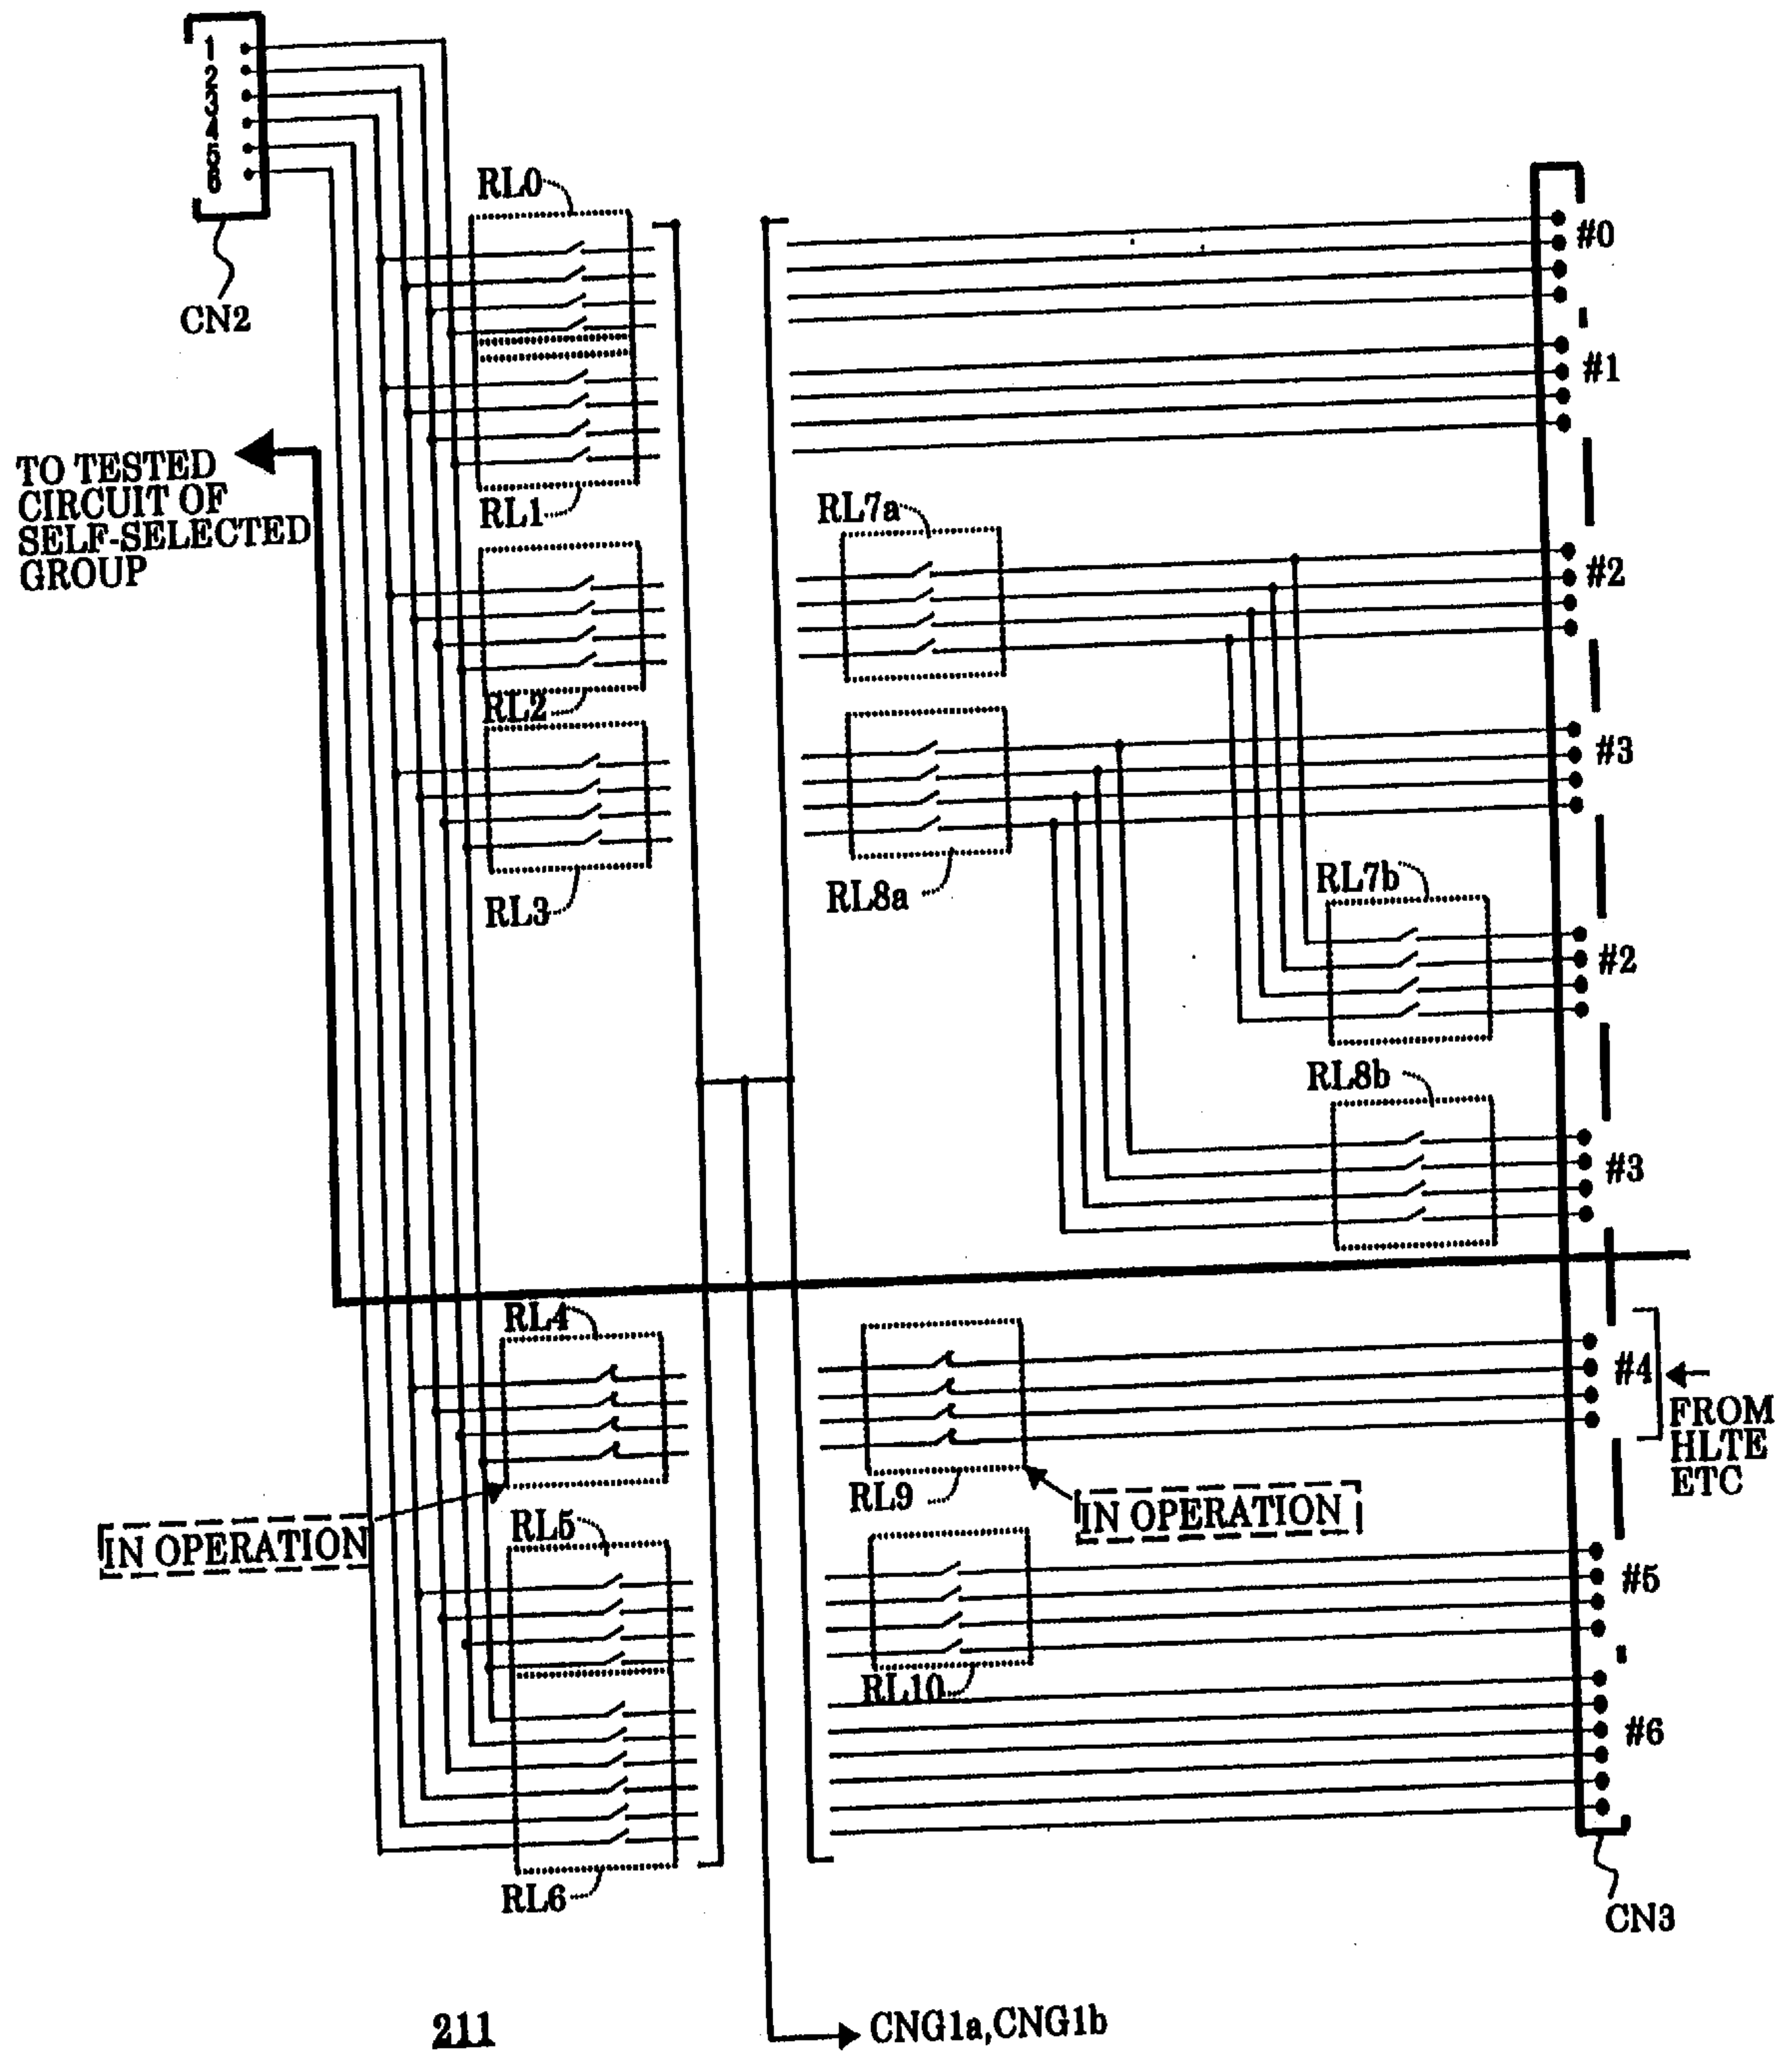 1
2
3
4
5
6
CN2
RL0
#0
#1
TO TESTED
CIRCUIT OF
SELF-SELECTED
GROUP
RL1
RL7a
#2
RL2
#3
RL3
RL8a
RL7b
#2
RL8b
#3
RL4
#4
FROM
HLTE
ETC
RL9
IN OPERATION
IN OPERATION
RL5
#5
RL10
#6
RL6
CN3
211
CNG1a,CNG1b